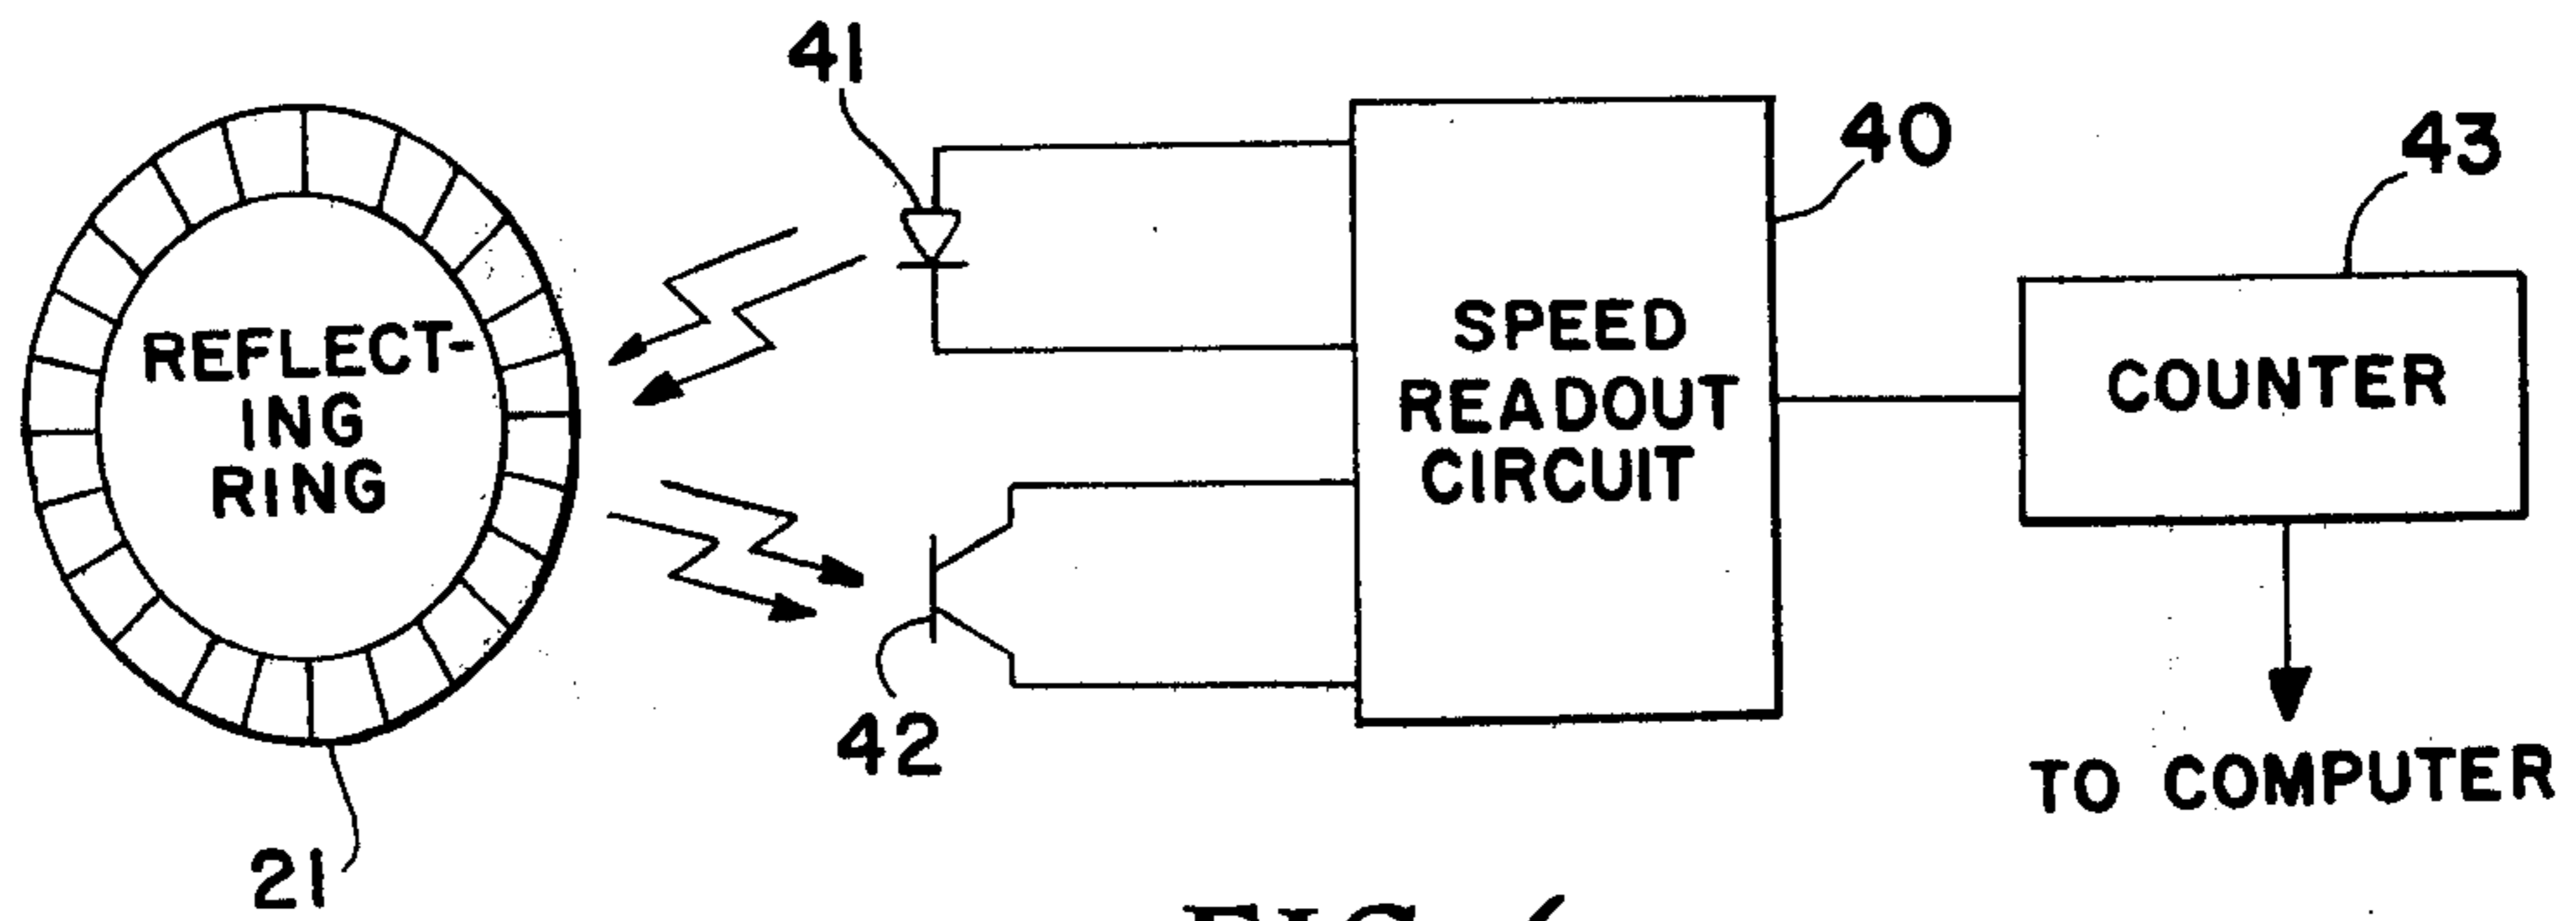 41
40
43
REFLECT-
ING
RING
SPEED
READOUT
CIRCUIT
COUNTER
42
TO COMPUTER
21